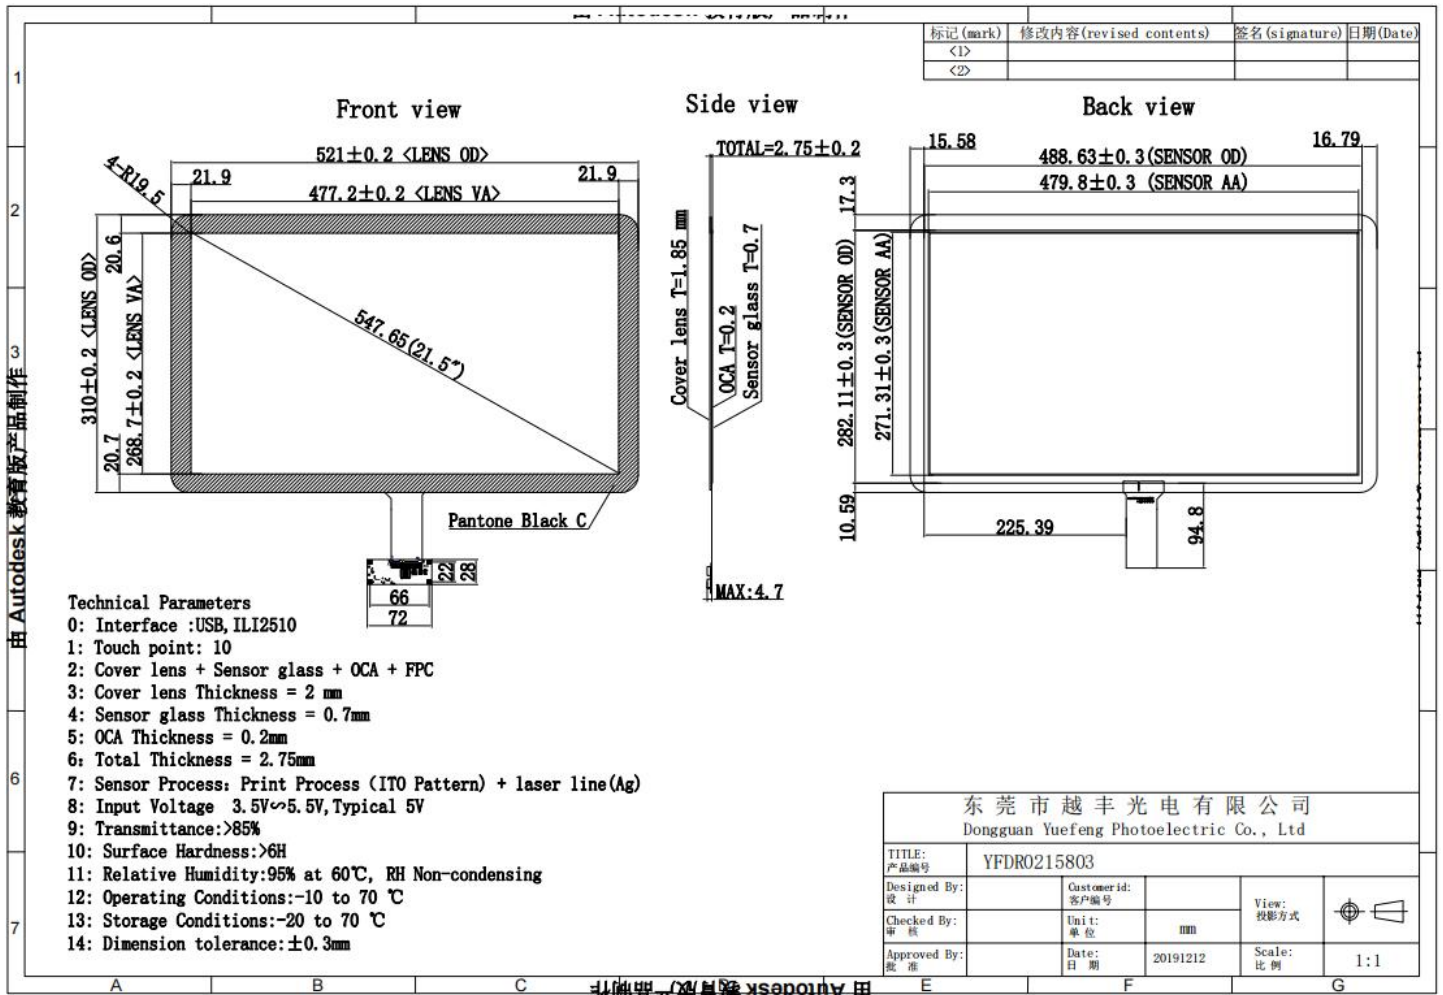 标记(mark) 修改内容(revised contents) 签名(signature) 日期(Date)
<1>
<2>
Front view
Side view
Back view
521±0.2 <LENS OD>
4-R19.5
21.9
21.9
477.2±0.2 <LENS VA>
20.6
310±0.2 <LENS OD>
268.7±0.2 <LENS VA>
20.7
547.65(21.5″)
Pantone Black C
22
28
66
72
TOTAL=2.75±0.2
Cover lens T=1.85 mm
OCA T=0.2
Sensor glass T=0.7
MAX:4.7
15.58
16.79
488.63±0.3(SENSOR OD)
479.8±0.3 (SENSOR AA)
17.3
282.11±0.3(SENSOR OD)
271.31±0.3(SENSOR AA)
10.59
225.39
94.8
Technical Parameters
0: Interface :USB,ILI2510
1: Touch point: 10
2: Cover lens + Sensor glass + OCA + FPC
3: Cover lens Thickness = 2 mm
4: Sensor glass Thickness = 0.7mm
5: OCA Thickness = 0.2mm
6: Total Thickness = 2.75mm
7: Sensor Process: Print Process (ITO Pattern) + laser line(Ag)
8: Input Voltage 3.5V∽5.5V,Typical 5V
9: Transmittance:>85%
10: Surface Hardness:>6H
11: Relative Humidity:95% at 60℃, RH Non-condensing
12: Operating Conditions:-10 to 70 ℃
13: Storage Conditions:-20 to 70 ℃
14: Dimension tolerance:±0.3mm
东莞市越丰光电有限公司
Dongguan Yuefeng Photoelectric Co., Ltd
TITLE:
产品编号
YFDR0215803
Designed By:
设 计
Customerid:
客户编号
Checked By:
审 核
Unit:
单 位
mm
View:
投影方式
Approved By:
批 准
Date:
日 期
20191212
Scale:
比 例
1:1
1
2
3
6
7
A B C E F G
由 Autodesk 教育版产品制作
由 Autodesk 教育版产品制作